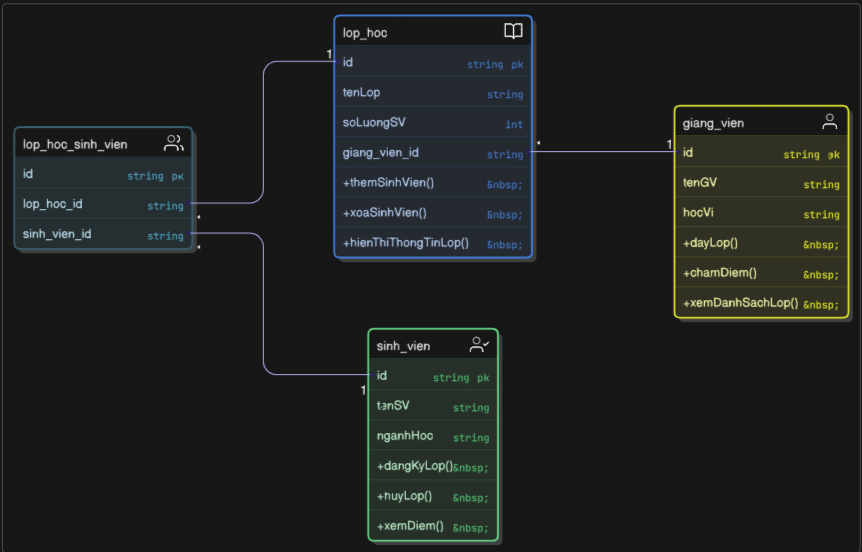 lop_hoc
id string pk
tenLop string
soLuongSV int
giang_vien_id string
+themSinhVien() &nbsp;
+xoaSinhVien() &nbsp;
+hienThiThongTinLop() &nbsp;
1
lop_hoc_sinh_vien
id string pk
lop_hoc_id string
sinh_vien_id string
giang_vien
id string pk
tenGV string
hocVi string
+dayLop() &nbsp;
+chamDiem() &nbsp;
+xemDanhSachLop() &nbsp;
1
sinh_vien
id string pk
tenSV string
nganhHoc string
+dangKyLop() &nbsp;
+huyLop() &nbsp;
+xemDiem() &nbsp;
1